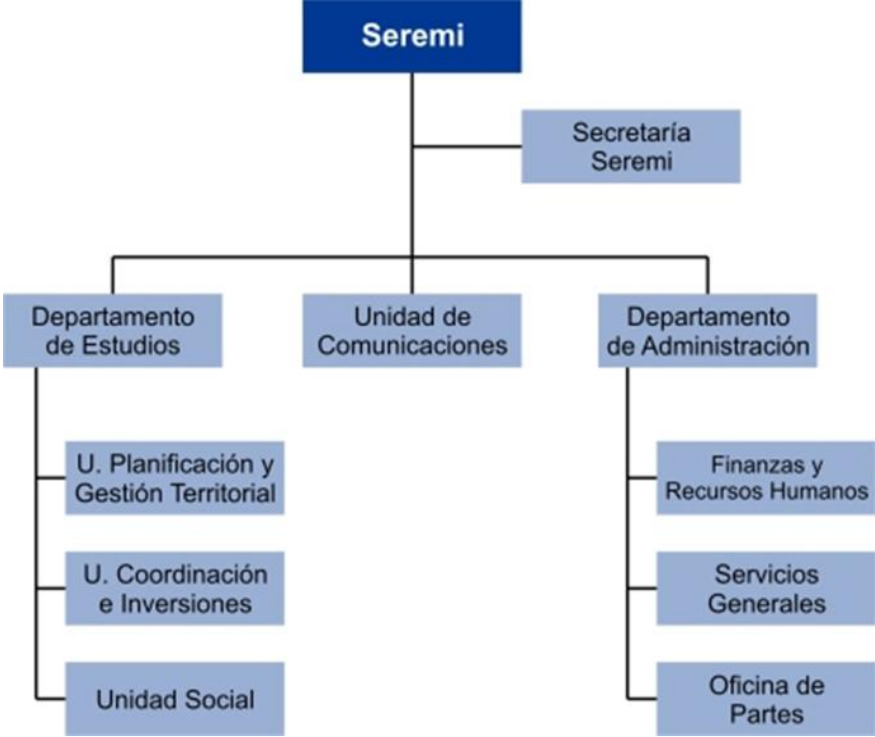 Seremi
Secretaría
Seremi
Departamento
de Estudios
Unidad de
Comunicaciones
Departamento
de Administración
U. Planificación y
Gestión Territorial
U. Coordinación
e Inversiones
Unidad Social
Finanzas y
Recursos Humanos
Servicios
Generales
Oficina de
Partes